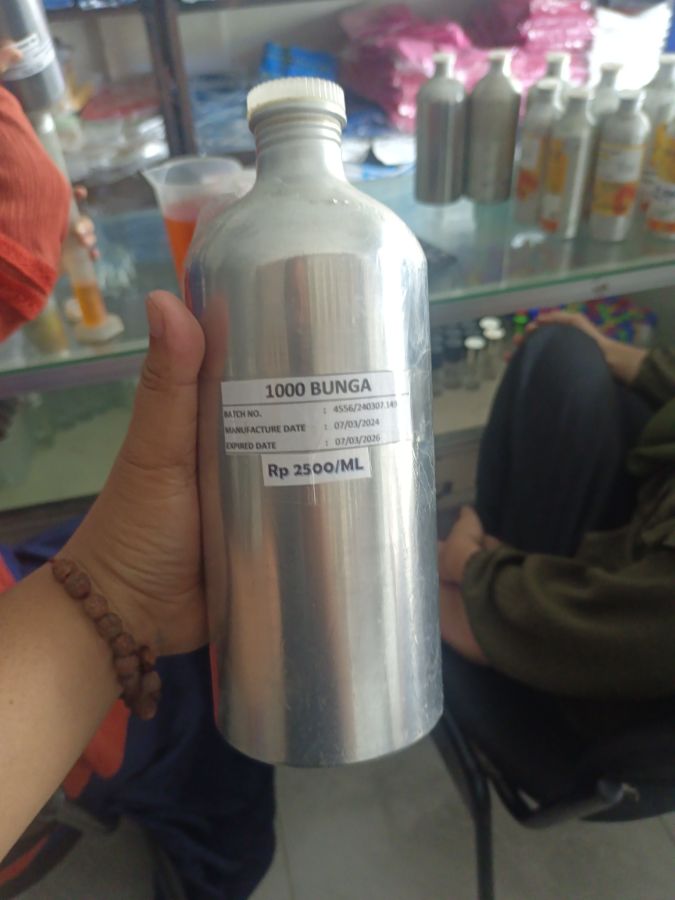 1000 BUNGA
BATCH NO. : 4556/240307.149
MANUFACTURE DATE : 07/03/2024
EXPIRED DATE : 07/03/2026
Rp 2500/ML